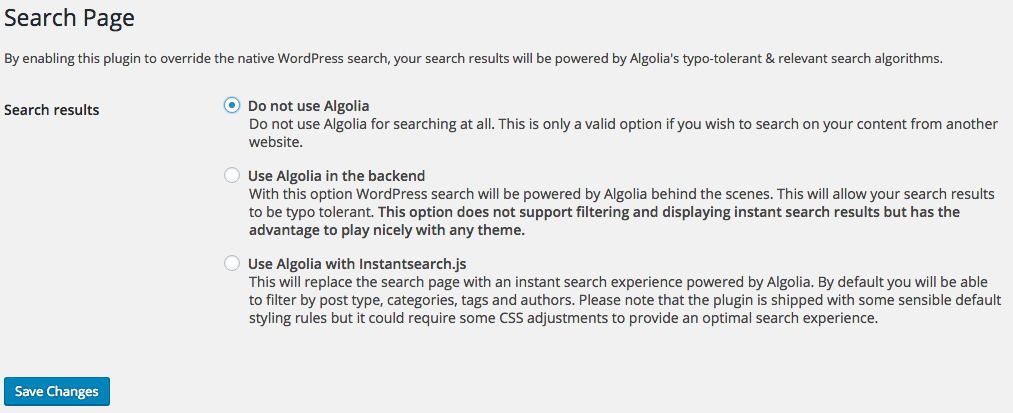 Search Page
By enabling this plugin to override the native WordPress search, your search results will be powered by Algolia's typo-tolerant & relevant search algorithms.
Search results
Do not use Algolia
Do not use Algolia for searching at all. This is only a valid option if you wish to search on your content from another
website.
Use Algolia in the backend
With this option WordPress search will be powered by Algolia behind the scenes. This will allow your search results
to be typo tolerant. This option does not support filtering and displaying instant search results but has the
advantage to play nicely with any theme.
Use Algolia with Instantsearch.js
This will replace the search page with an instant search experience powered by Algolia. By default you will be able
to filter by post type, categories, tags and authors. Please note that the plugin is shipped with some sensible default
styling rules but it could require some CSS adjustments to provide an optimal search experience.
Save Changes